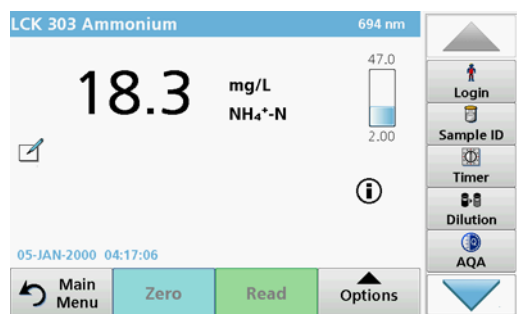 LCK 303 Ammonium 694 nm
47.0
18.3 mg/L
NH₄⁺-N
2.00
05-JAN-2000 04:17:06
Main Menu
Zero
Read
Options
Login
Sample ID
Timer
Dilution
AQA